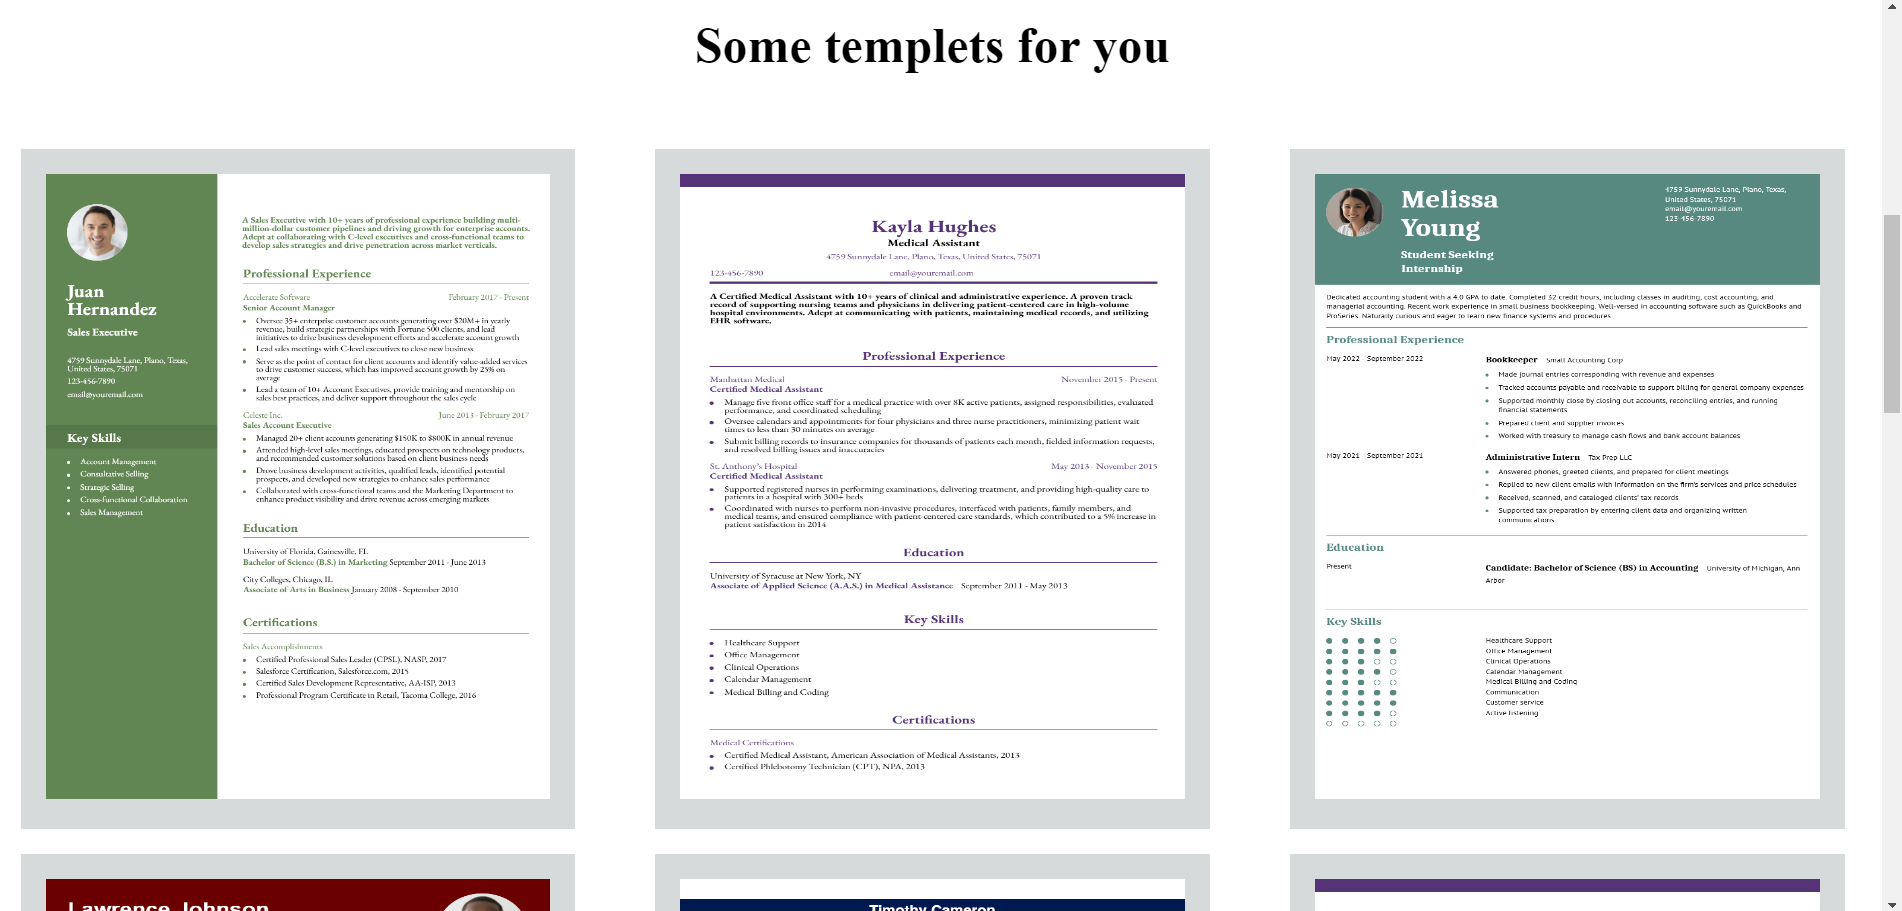 Some templets for you
Juan
Hernandez
Sales Executive
4759 Sunnydale Lane, Plano, Texas,
United States, 75071
123-456-7890
email@youremail.com
Key Skills
Account Management
Consultative Selling
Strategic Selling
Cross-functional Collaboration
Sales Management
A Sales Executive with 10+ years of professional experience building multi-
million-dollar customer pipelines and driving growth for enterprise accounts.
Adept at collaborating with C-level executives and cross-functional teams to
develop sales strategies and drive penetration across market verticals.
Professional Experience
Accelerate Software February 2017 - Present
Senior Account Manager
Oversee 35+ enterprise customer accounts generating over $20M+ in yearly
revenue, build strategic partnerships with Fortune 500 clients, and lead
initiatives to drive business development efforts and accelerate account growth
Lead sales meetings with C-level executives to close new business
Serve as the point of contact for client accounts and identify value-added services
to drive customer success, which has improved account growth by 25% on
average
Lead a team of 10+ Account Executives, provide training and mentorship on
sales best practices, and deliver support throughout the sales cycle
Celeste Inc. June 2013 - February 2017
Sales Account Executive
Managed 20+ client accounts generating $150K to $800K in annual revenue
Attended high-level sales meetings, educated prospects on technology products,
and recommended customer solutions based on client business needs
Drove business development activities, qualified leads, identified potential
prospects, and developed new strategies to enhance sales performance
Collaborated with cross-functional teams and the Marketing Department to
enhance product visibility and drive revenue across emerging markets
Education
University of Florida, Gainesville, FL
Bachelor of Science (B.S.) in Marketing September 2011 - June 2013
City Colleges, Chicago, IL
Associate of Arts in Business January 2008 - September 2010
Certifications
Sales Accomplishments
Certified Professional Sales Leader (CPSL), NASP, 2017
Salesforce Certification, Salesforce.com, 2015
Certified Sales Development Representative, AA-ISP, 2013
Professional Program Certificate in Retail, Tacoma College, 2016
Kayla Hughes
Medical Assistant
4759 Sunnydale Lane, Plano, Texas, United States, 75071
123-456-7890 email@youremail.com
A Certified Medical Assistant with 10+ years of clinical and administrative experience. A proven track
record of supporting nursing teams and physicians in delivering patient-centered care in high-volume
hospital environments. Adept at communicating with patients, maintaining medical records, and utilizing
EHR software.
Professional Experience
Manhattan Medical November 2015 - Present
Certified Medical Assistant
Manage five front office staff for a medical practice with over 8K active patients, assigned responsibilities, evaluated
performance, and coordinated scheduling
Oversee calendars and appointments for four physicians and three nurse practitioners, minimizing patient wait
times to less than 30 minutes on average
Submit billing records to insurance companies for thousands of patients each month, fielded information requests,
and resolved billing issues and inaccuracies
St. Anthony's Hospital May 2013 - November 2015
Certified Medical Assistant
Supported registered nurses in performing examinations, delivering treatment, and providing high-quality care to
patients in a hospital with 300+ beds
Coordinated with nurses to perform non-invasive procedures, interfaced with patients, family members, and
medical teams, and ensured compliance with patient-centered care standards, which contributed to a 5% increase in
patient satisfaction in 2014
Education
University of Syracuse at New York, NY
Associate of Applied Science (A.A.S.) in Medical Assistance September 2011 - May 2013
Key Skills
Healthcare Support
Office Management
Clinical Operations
Calendar Management
Medical Billing and Coding
Certifications
Medical Certifications
Certified Medical Assistant, American Association of Medical Assistants, 2013
Certified Phlebotomy Technician (CPT), NPA, 2013
Melissa
Young
Student Seeking
Internship
4759 Sunnydale Lane, Plano, Texas,
United States, 75071
email@youremail.com
123-456-7890
Dedicated accounting student with a 4.0 GPA to date. Completed 32 credit hours, including classes in auditing, cost accounting, and
managerial accounting. Recent work experience in small business bookkeeping. Well-versed in accounting software such as QuickBooks and
ProSeries. Naturally curious and eager to learn new finance systems and procedures.
Professional Experience
May 2022 - September 2022 Bookkeeper Small Accounting Corp
Made journal entries corresponding with revenue and expenses
Tracked accounts payable and receivable to support billing for general company expenses
Supported monthly close by closing out accounts, reconciling entries, and running
financial statements
Prepared client and supplier invoices
Worked with treasury to manage cash flows and bank account balances
May 2021 - September 2021 Administrative Intern Tax Prep LLC
Answered phones, greeted clients, and prepared for client meetings
Replied to new client emails with information on the firm's services and price schedules
Received, scanned, and cataloged clients' tax records
Supported tax preparation by entering client data and organizing written
communications
Education
Present Candidate: Bachelor of Science (BS) in Accounting University of Michigan, Ann
Arbor
Key Skills
Healthcare Support
Office Management
Clinical Operations
Calendar Management
Medical Billing and Coding
Communication
Customer service
Active listening
Lawrence Johnson
Timothy Cameron